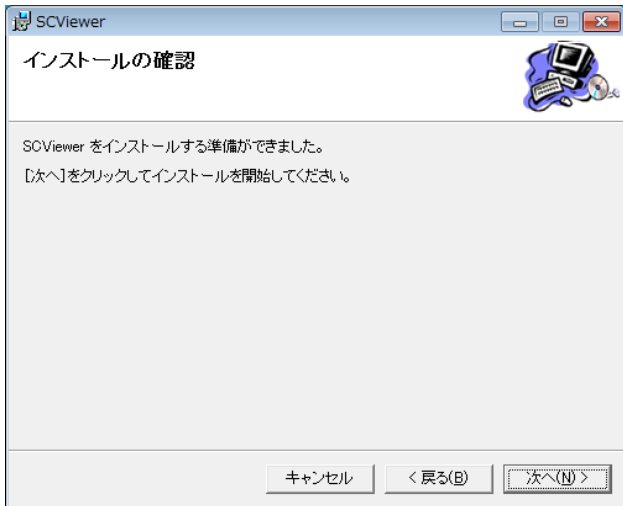 SCViewer
インストールの確認
SCViewer をインストールする準備ができました。
[次へ]をクリックしてインストールを開始してください。
キャンセル
< 戻る(B)
次へ(N) >